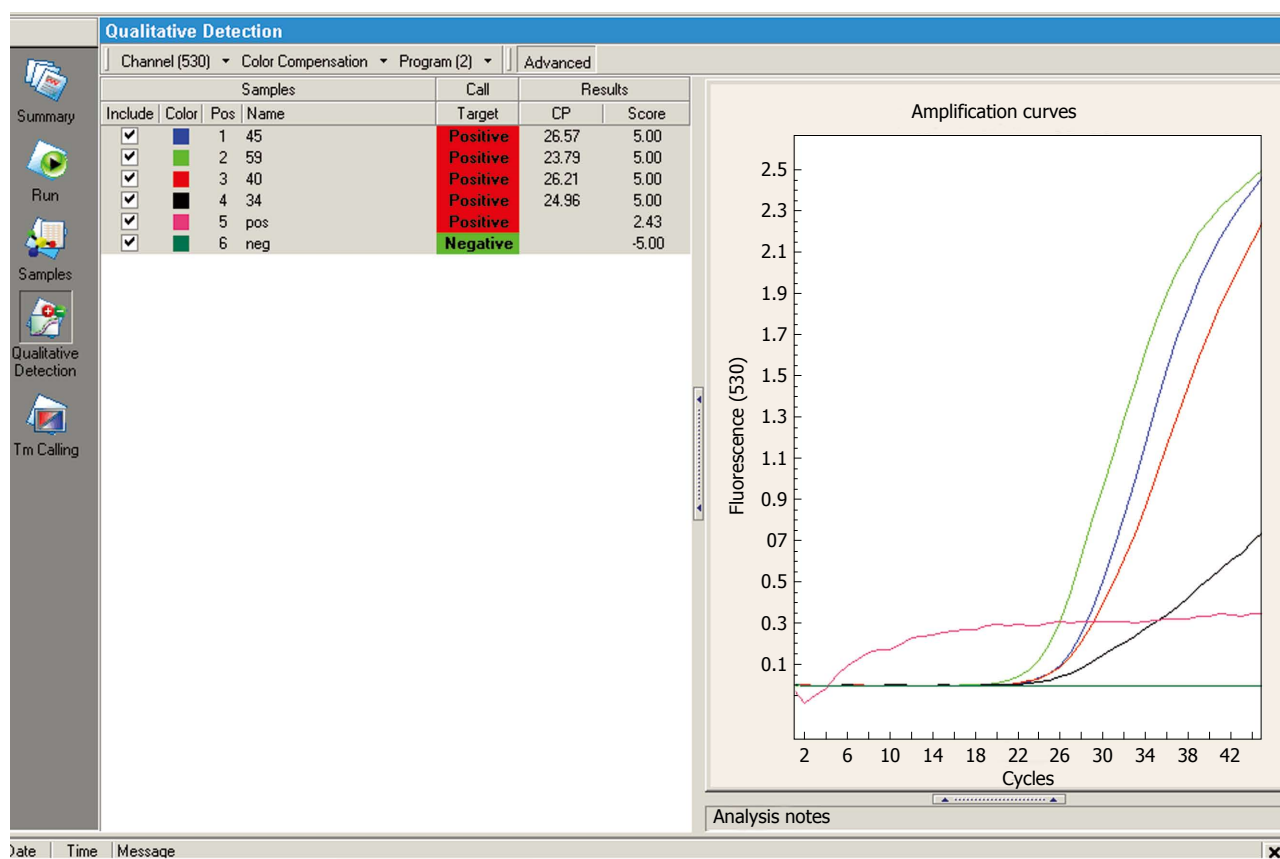 Qualitative Detection
Channel (530) Color Compensation Program (2) Advanced
Summary
Run
Samples
Qualitative
Detection
Tm Calling
Samples Call Results
Include Color Pos Name Target CP Score
1 45 Positive 26.57 5.00
2 59 Positive 23.79 5.00
3 40 Positive 26.21 5.00
4 34 Positive 24.96 5.00
5 pos Positive 2.43
6 neg Negative -5.00
Amplification curves
Fluorescence (530)
2.5
2.3
2.1
1.9
1.7
1.5
1.3
1.1
0.9
07
0.5
0.3
0.1
2 6 10 14 18 22 26 30 34 38 42
Cycles
Analysis notes
Date Time Message